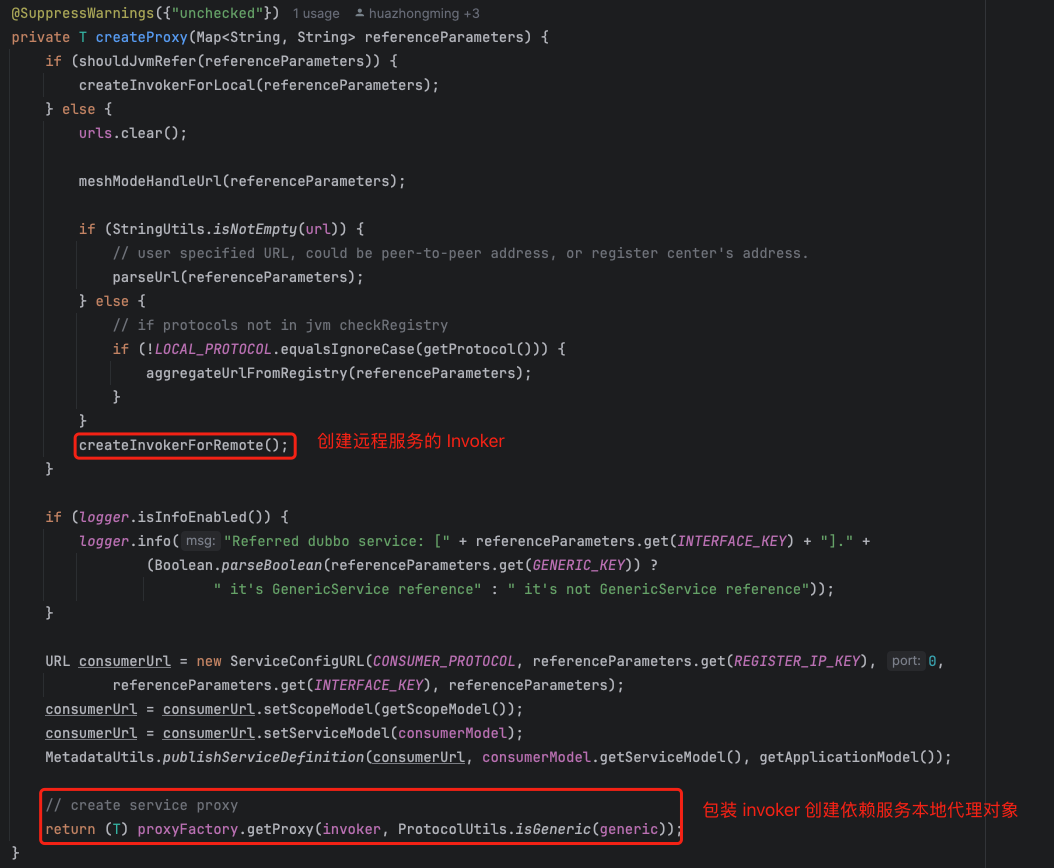 @SuppressWarnings({"unchecked"}) 1 usage huazhongming +3
private T createProxy(Map<String, String> referenceParameters) {
if (shouldJvmRefer(referenceParameters)) {
createInvokerForLocal(referenceParameters);
} else {
urls.clear();
meshModeHandleUrl(referenceParameters);
if (StringUtils.isNotEmpty(url)) {
// user specified URL, could be peer-to-peer address, or register center's address.
parseUrl(referenceParameters);
} else {
// if protocols not in jvm checkRegistry
if (!LOCAL_PROTOCOL.equalsIgnoreCase(getProtocol())) {
aggregateUrlFromRegistry(referenceParameters);
}
}
createInvokerForRemote(); 创建远程服务的 Invoker
}
if (logger.isInfoEnabled()) {
logger.info( msg: "Referred dubbo service: [" + referenceParameters.get(INTERFACE_KEY) + "]." +
(Boolean.parseBoolean(referenceParameters.get(GENERIC_KEY)) ?
" it's GenericService reference" : " it's not GenericService reference"));
}
URL consumerUrl = new ServiceConfigURL(CONSUMER_PROTOCOL, referenceParameters.get(REGISTER_IP_KEY), port: 0,
referenceParameters.get(INTERFACE_KEY), referenceParameters);
consumerUrl = consumerUrl.setScopeModel(getScopeModel());
consumerUrl = consumerUrl.setServiceModel(consumerModel);
MetadataUtils.publishServiceDefinition(consumerUrl, consumerModel.getServiceModel(), getApplicationModel());
// create service proxy
return (T) proxyFactory.getProxy(invoker, ProtocolUtils.isGeneric(generic)); 包装 invoker 创建依赖服务本地代理对象
}